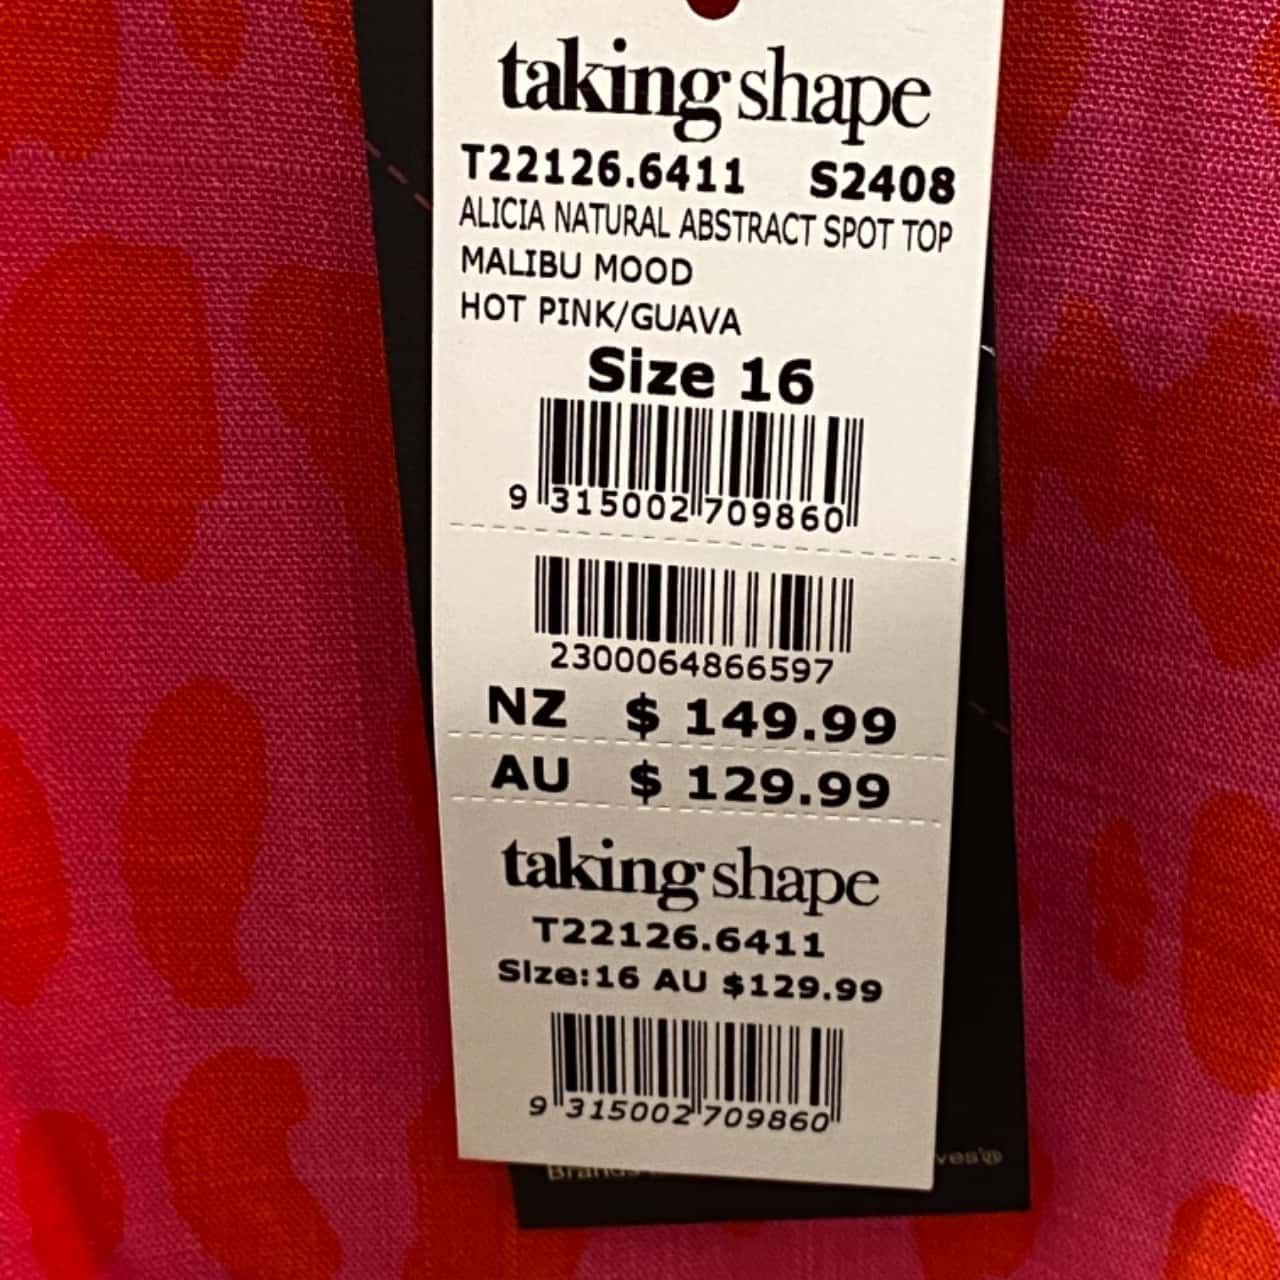 taking shape
T22126.6411 S2408
ALICIA NATURAL ABSTRACT SPOT TOP
MALIBU MOOD
HOT PINK/GUAVA
Size 16
9 315002 709860
2300064866597
NZ $ 149.99
AU $ 129.99
taking shape
T22126.6411
Size:16 AU $129.99
9 315002 709860